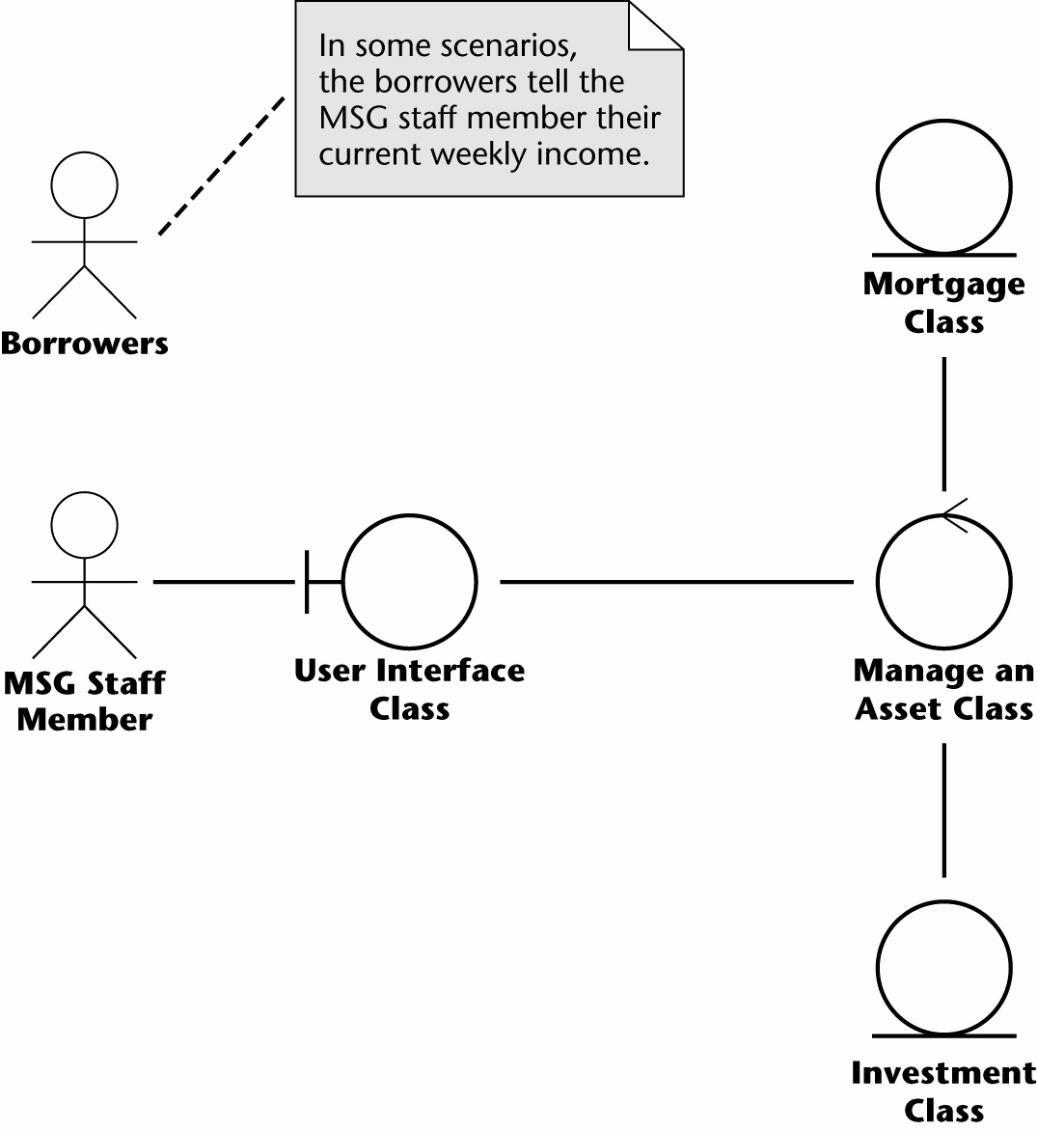 In some scenarios,
the borrowers tell the
MSG staff member their
current weekly income.
Borrowers
Mortgage
Class
MSG Staff
Member
User Interface
Class
Manage an
Asset Class
Investment
Class